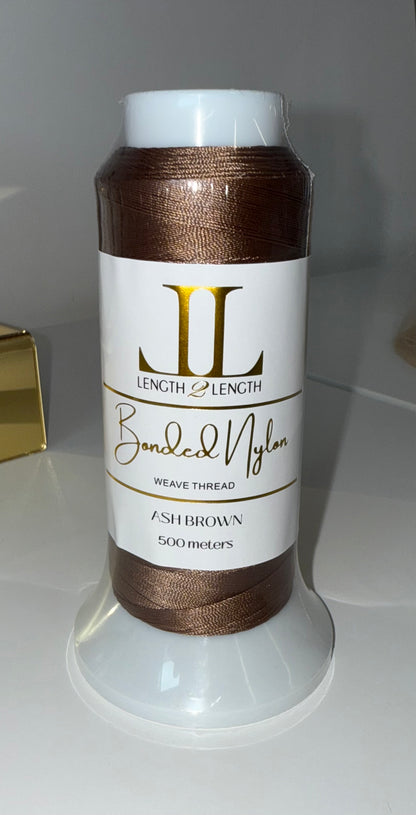 LL
LENGTH 2 LENGTH
Bonded Nylon
WEAVE THREAD
ASH BROWN
500 meters